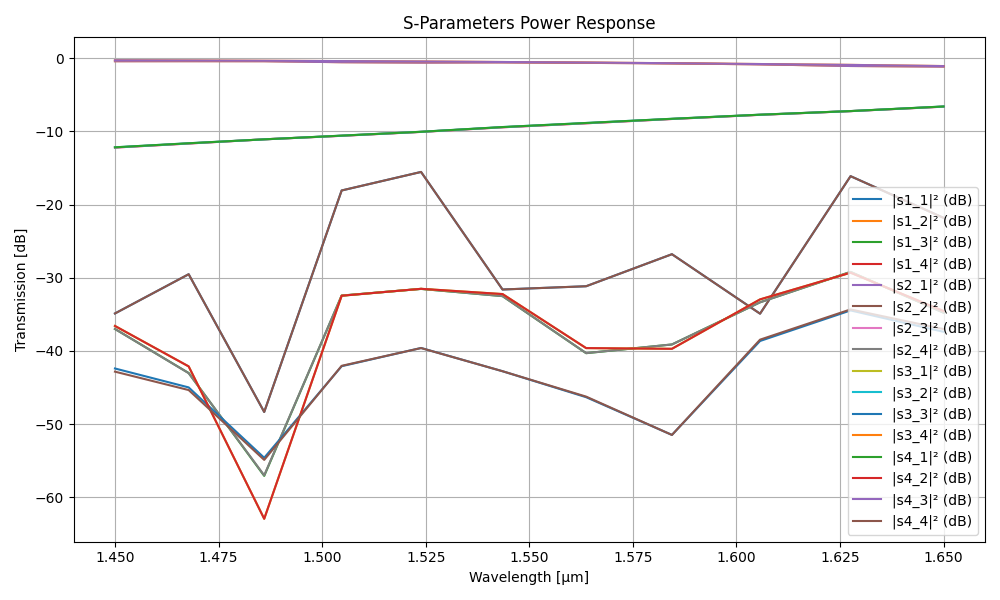 S-Parameters Power Response
Transmission [dB]
0
−10
−20
−30
−40
−50
−60
|s1_1|² (dB)
|s1_2|² (dB)
|s1_3|² (dB)
|s1_4|² (dB)
|s2_1|² (dB)
|s2_2|² (dB)
|s2_3|² (dB)
|s2_4|² (dB)
|s3_1|² (dB)
|s3_2|² (dB)
|s3_3|² (dB)
|s3_4|² (dB)
|s4_1|² (dB)
|s4_2|² (dB)
|s4_3|² (dB)
|s4_4|² (dB)
1.450 1.475 1.500 1.525 1.550 1.575 1.600 1.625 1.650
Wavelength [μm]